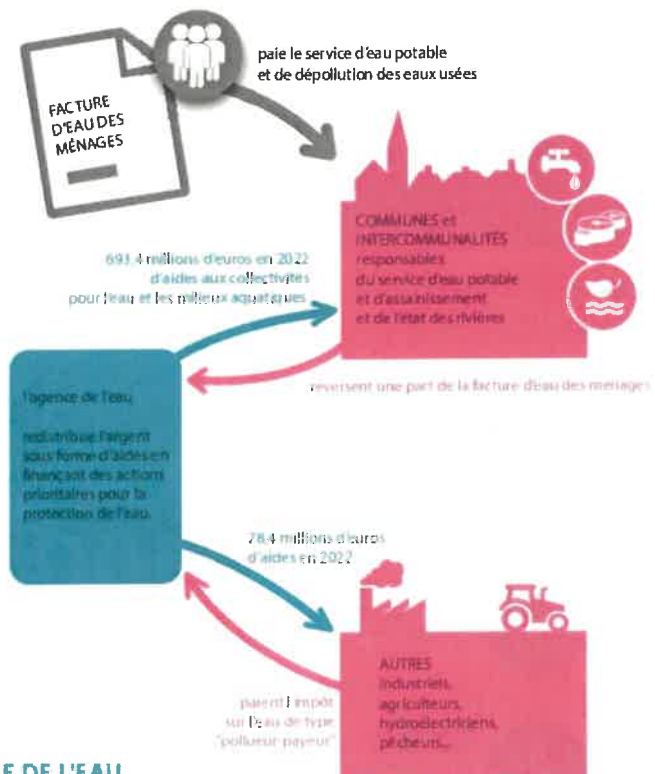 paie le service d'eau potable
et de dépollution des eaux usées
FACTURE
D'EAU DES
MÉNAGES
COMMUNES et
INTERCOMMUNALITÉS
responsables
du service d'eau potable
et d'assainissement
et de l'état des rivières
693,4 millions d'euros en 2022
d'aides aux collectivités
pour l'eau et les milieux aquatiques
reversent une part de la facture d'eau des ménages
l'agence de l'eau
redistribue l'argent
sous forme d'aides en
finançant des actions
prioritaires pour la
protection de l'eau.
78,4 millions d'euros
d'aides en 2022
paient l'impôt
sur l'eau de type
"pollueur payeur"
AUTRES
industriels,
agriculteurs,
hydroélectriciens,
pêcheurs...
E DE L'EAU